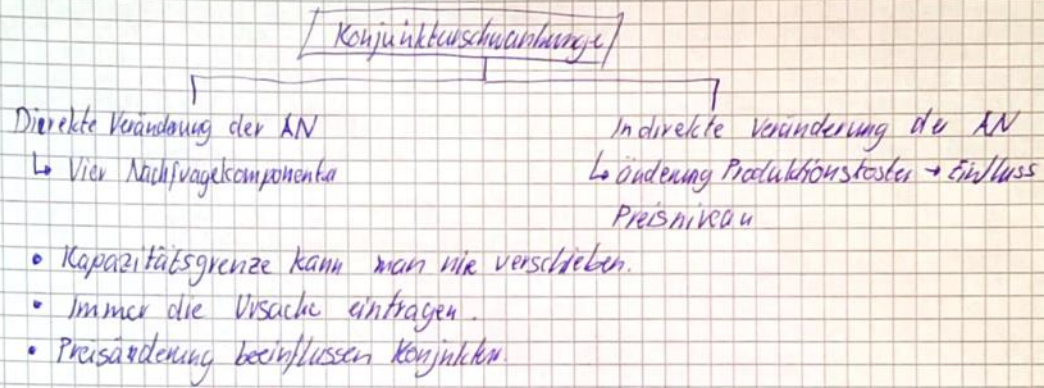 Konjunkturschwankunge
Direkte Veränderung der AN
Indirekte Veränderung der AN
↳ Vier Nachfragekomponenten
↳ Änderung Produktionskosten → Einfluss
Preisniveau
• Kapazitätsgrenze kann man nie verschieben.
• Immer die Ursache eintragen.
• Preisänderung beeinflussen Konjunktur.